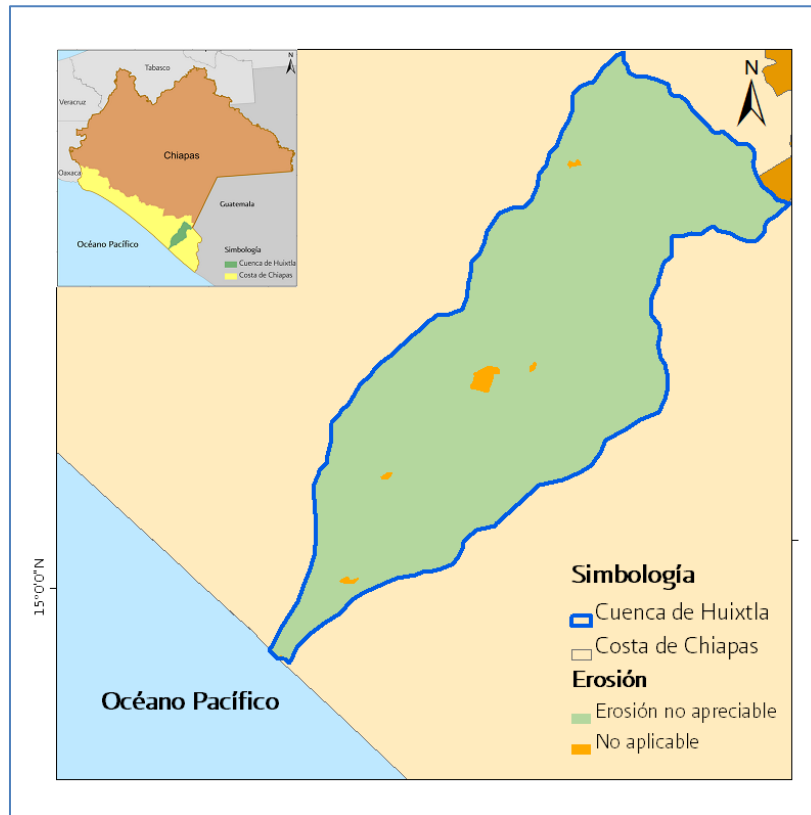 Tabasco
N
Veracruz
Chiapas
Oaxaca
Guatemala
Océano Pacífico
Simbología
Cuenca de Huixtla
Costa de Chiapas
N
15°0'0"N
Océano Pacífico
Simbología
Cuenca de Huixtla
Costa de Chiapas
Erosión
Erosión no apreciable
No aplicable